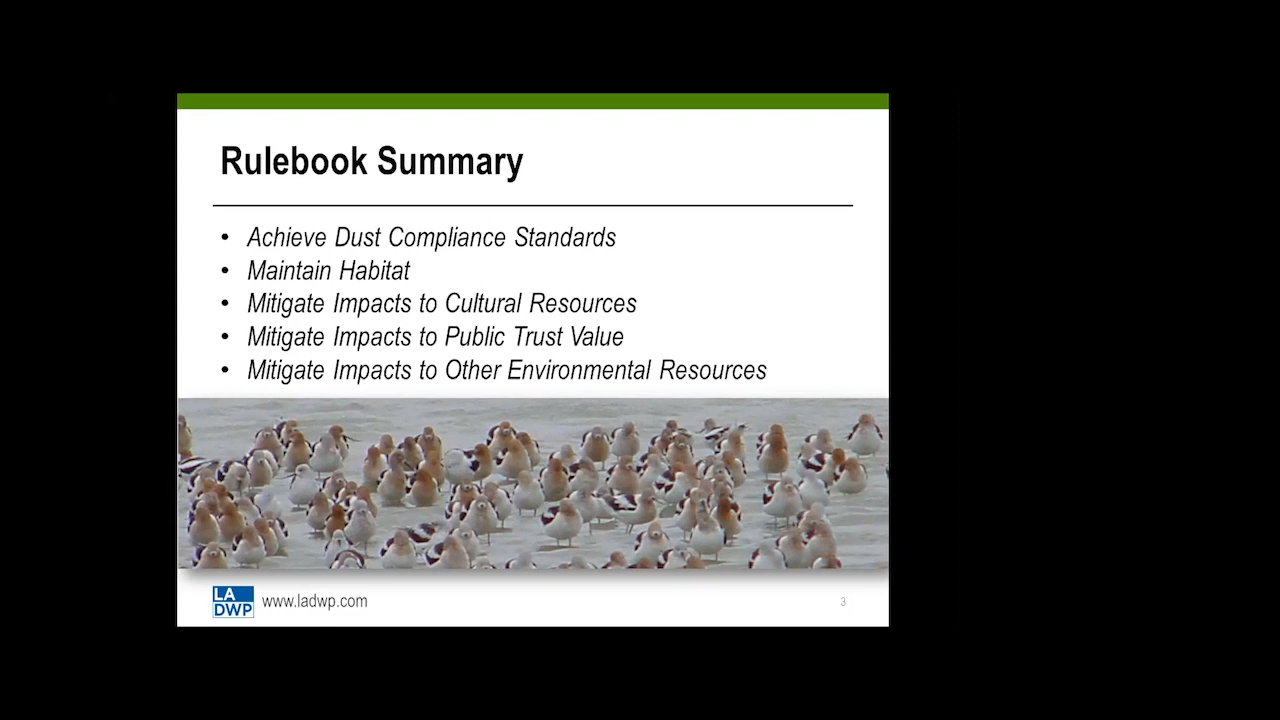 Rulebook Summary
• Achieve Dust Compliance Standards
• Maintain Habitat
• Mitigate Impacts to Cultural Resources
• Mitigate Impacts to Public Trust Value
• Mitigate Impacts to Other Environmental Resources
LA
DWP
www.ladwp.com
3